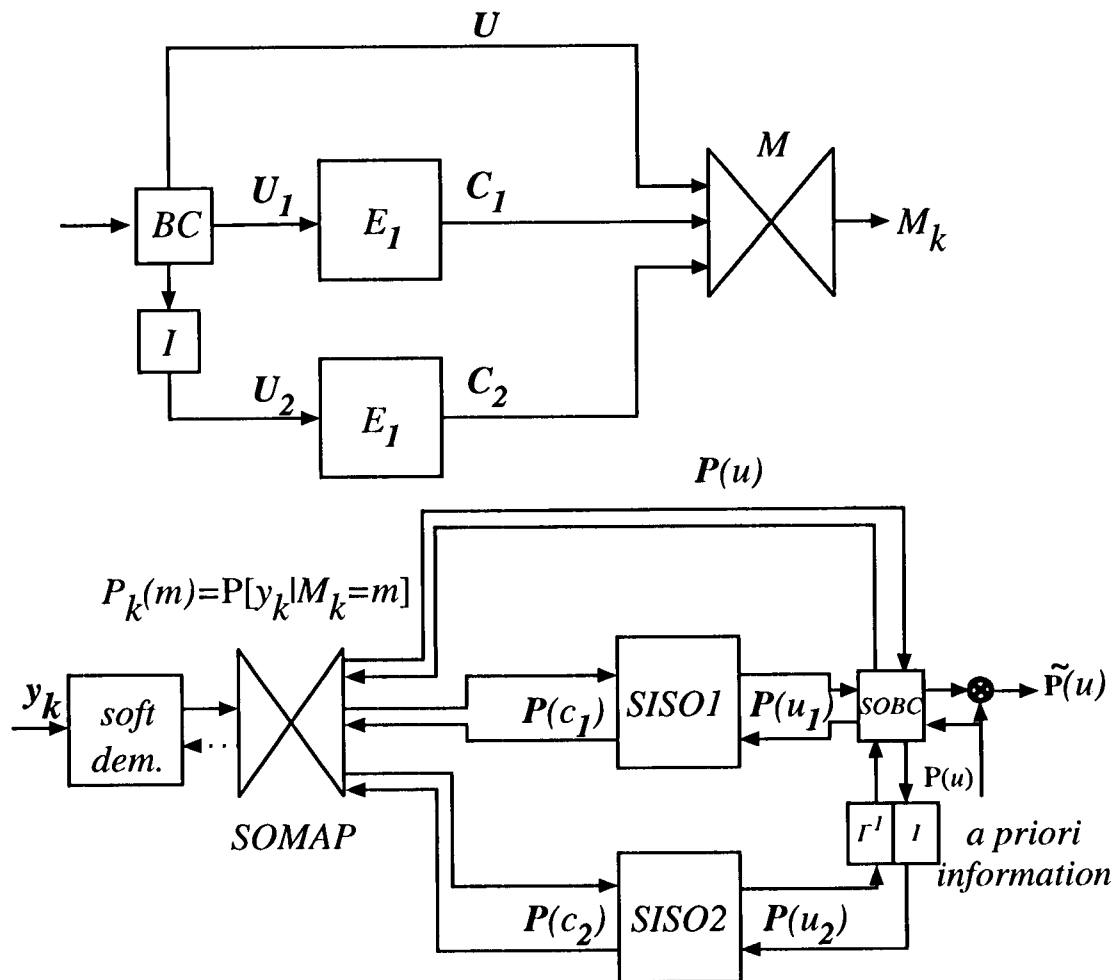 U
M
BC
U1
E1
C1
Mk
I
U2
E1
C2
P(u)
Pk(m)=P[yk|Mk=m]
yk
soft
dem.
SOMAP
P(c1)
SISO1
P(u1)
SOBC
P̃(u)
P(u)
I-1
I
a priori
information
P(c2)
SISO2
P(u2)